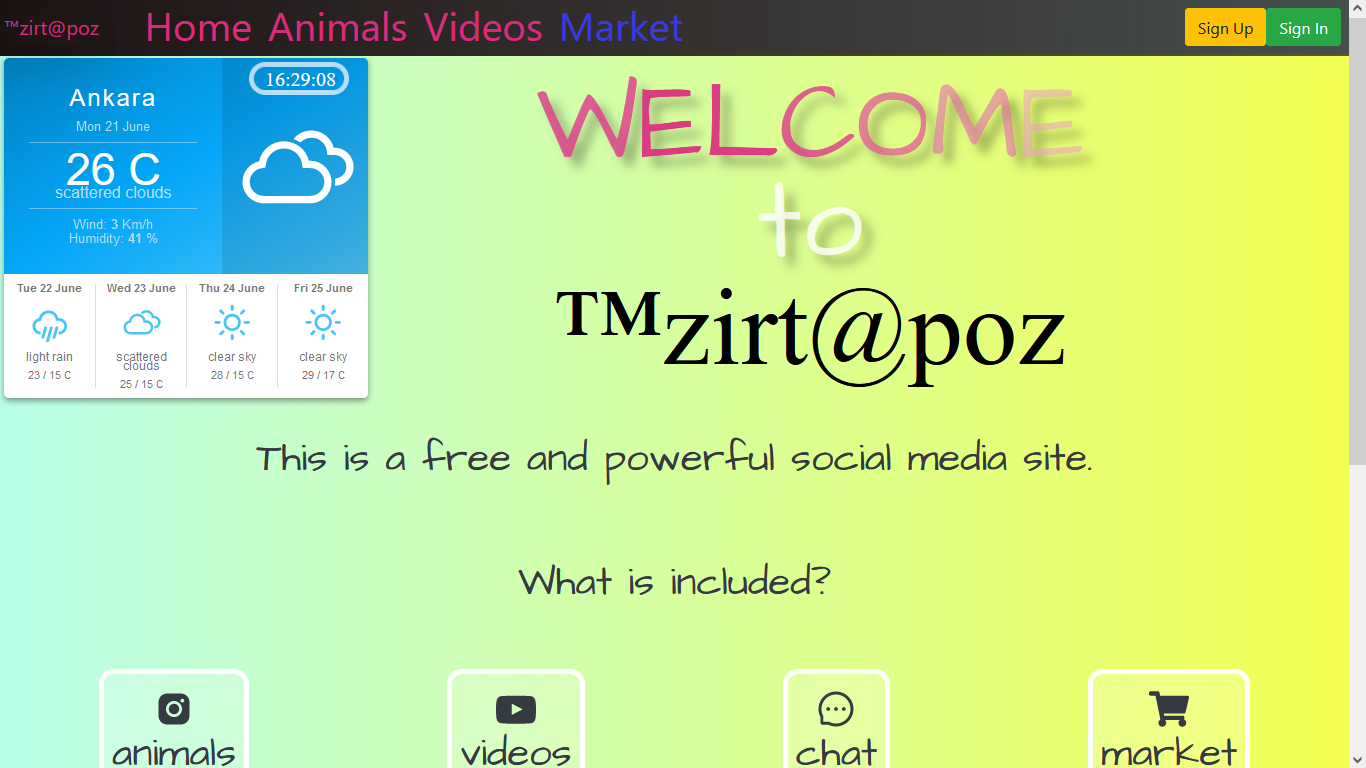 ™zirt@poz Home Animals Videos Market Sign Up Sign In
Ankara
Mon 21 June
26 C
scattered clouds
Wind: 3 Km/h
Humidity: 41 %
16:29:08
Tue 22 June
light rain
23 / 15 C
Wed 23 June
scattered
clouds
25 / 15 C
Thu 24 June
clear sky
28 / 15 C
Fri 25 June
clear sky
29 / 17 C
WELCOME
to
™zirt@poz
This is a free and powerful social media site.
What is included?
animals
videos
chat
market